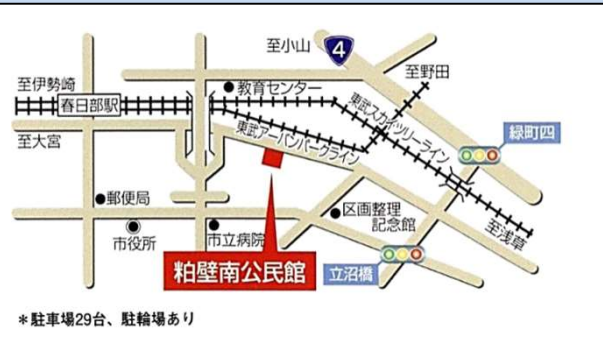 至小山
4
至野田
至伊勢崎
春日部駅
教育センター
東武スカイツリーライン
至大宮
東武アーバンパークライン
緑町四
郵便局
区画整理
記念館
至浅草
市役所
市立病院
粕壁南公民館
立沼橋
*駐車場29台、駐輪場あり